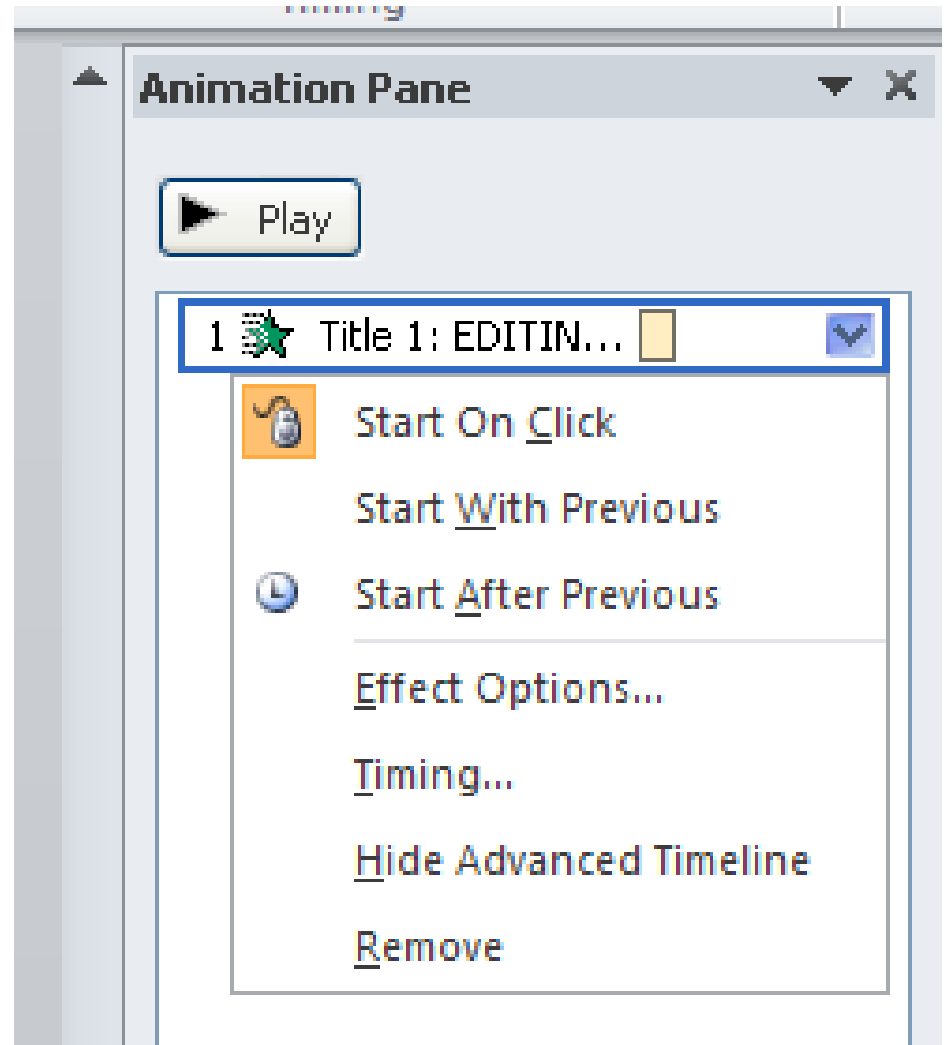 Timing
Animation Pane
Play
1 Title 1: EDITIN...
Start On Click
Start With Previous
Start After Previous
Effect Options...
Timing...
Hide Advanced Timeline
Remove